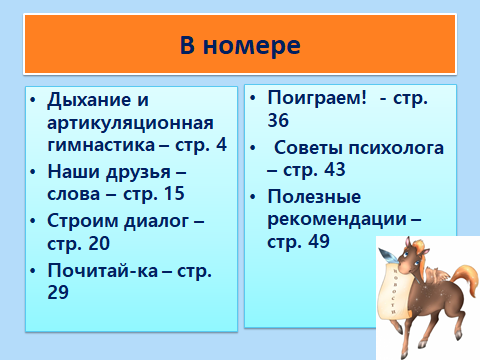 В номере
• Дыхание и
артикуляционная
гимнастика – стр. 4
• Наши друзья –
слова – стр. 15
• Строим диалог –
стр. 20
• Почитай-ка – стр.
29
• Поиграем!  - стр.
36
• Советы психолога
– стр. 43
• Полезные
рекомендации –
стр. 49
НОВОСТИ